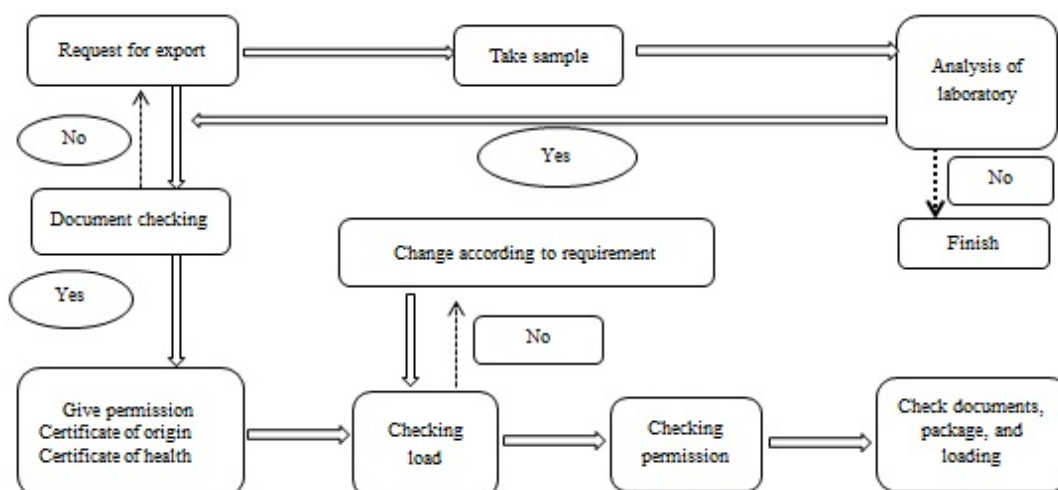 Request for export
Take sample
Analysis of
laboratory
No
Yes
No
Document checking
Change according to requirement
Finish
Yes
No
Give permission
Certificate of origin
Certificate of health
Checking
load
Checking
permission
Check documents,
package, and
loading